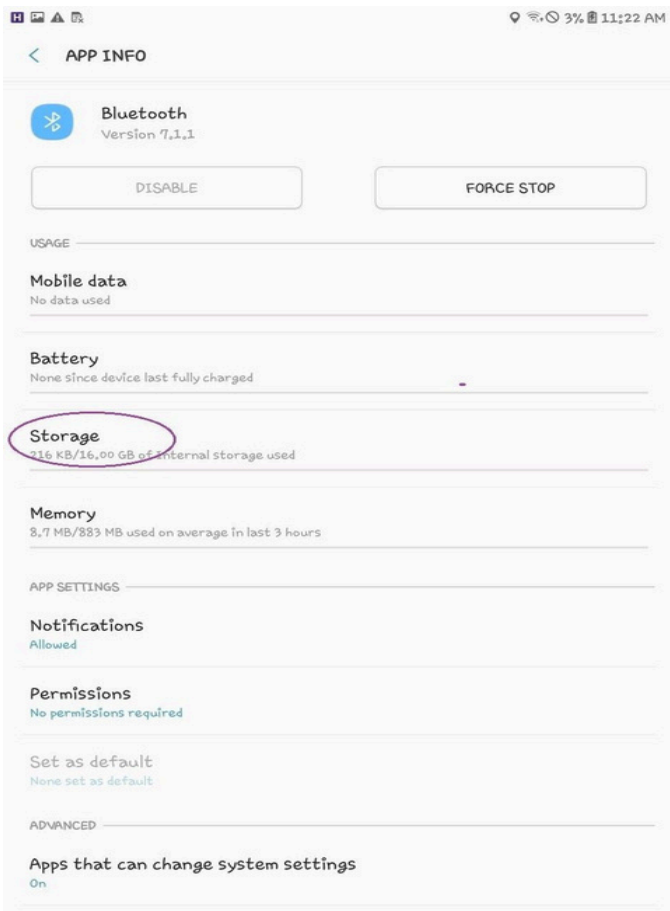 H
3% 11:22 AM
< APP INFO
Bluetooth
Version 7.1.1
DISABLE
FORCE STOP
USAGE
Mobile data
No data used
Battery
None since device last fully charged
Storage
216 KB/16.00 GB of internal storage used
Memory
8.7 MB/883 MB used on average in last 3 hours
APP SETTINGS
Notifications
Allowed
Permissions
No permissions required
Set as default
None set as default
ADVANCED
Apps that can change system settings
On